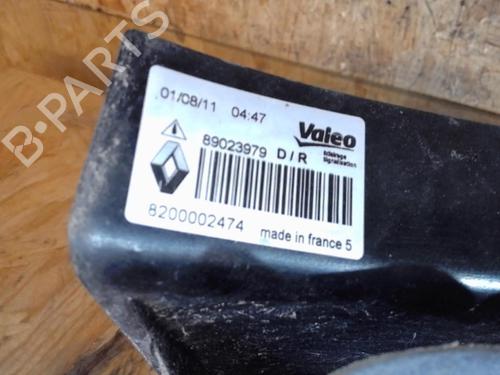 01/08/11 04:47
Valeo
Eclairage
Signalisation
89023979 D/R
8200002474 made in france 5
B-PARTS